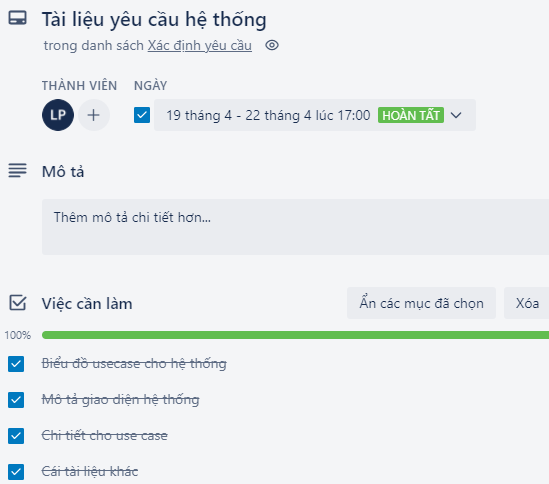 Tài liệu yêu cầu hệ thống
trong danh sách Xác định yêu cầu
THÀNH VIÊN NGÀY
LP 19 tháng 4 - 22 tháng 4 lúc 17:00 HOÀN TẤT
Mô tả
Thêm mô tả chi tiết hơn...
Việc cần làm Ẩn các mục đã chọn Xóa
100%
Biểu đồ usecase cho hệ thống
Mô tả giao diện hệ thống
Chi tiết cho use case
Cái tài liệu khác